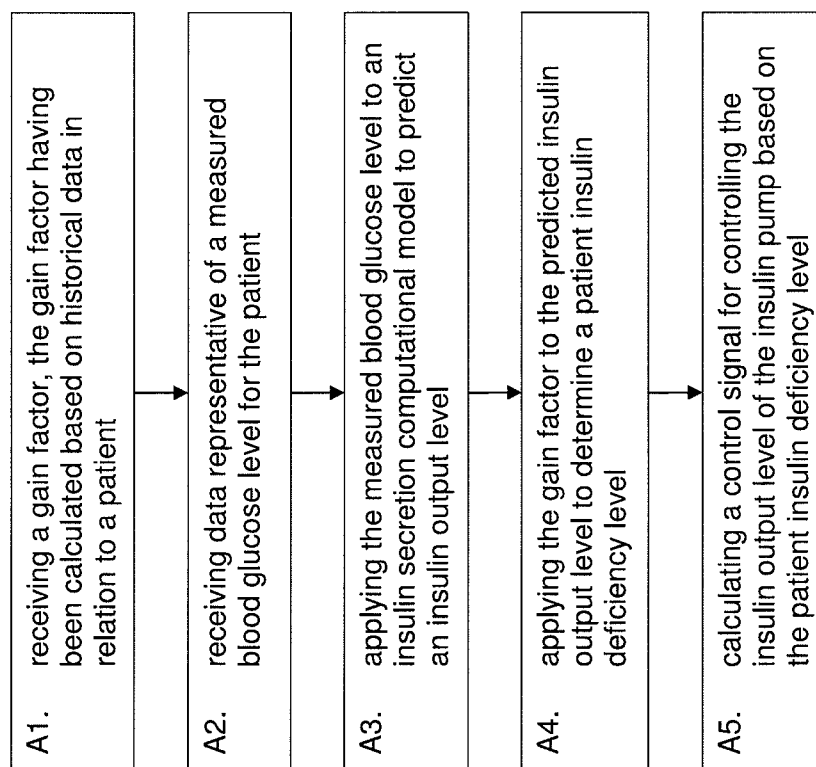 A1. receiving a gain factor, the gain factor having
been calculated based on historical data in
relation to a patient
A2. receiving data representative of a measured
blood glucose level for the patient
A3. applying the measured blood glucose level to an
insulin secretion computational model to predict
an insulin output level
A4. applying the gain factor to the predicted insulin
output level to determine a patient insulin
deficiency level
A5. calculating a control signal for controlling the
insulin output level of the insulin pump based on
the patient insulin deficiency level